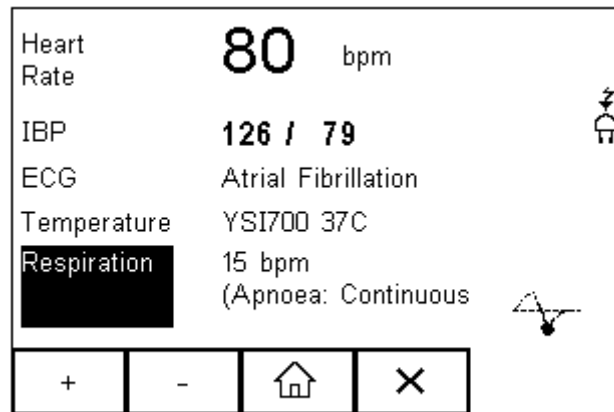 Heart Rate 80 bpm
IBP 126 / 79
ECG Atrial Fibrillation
Temperature YSI700 37C
Respiration 15 bpm
(Apnoea: Continuous
+ -